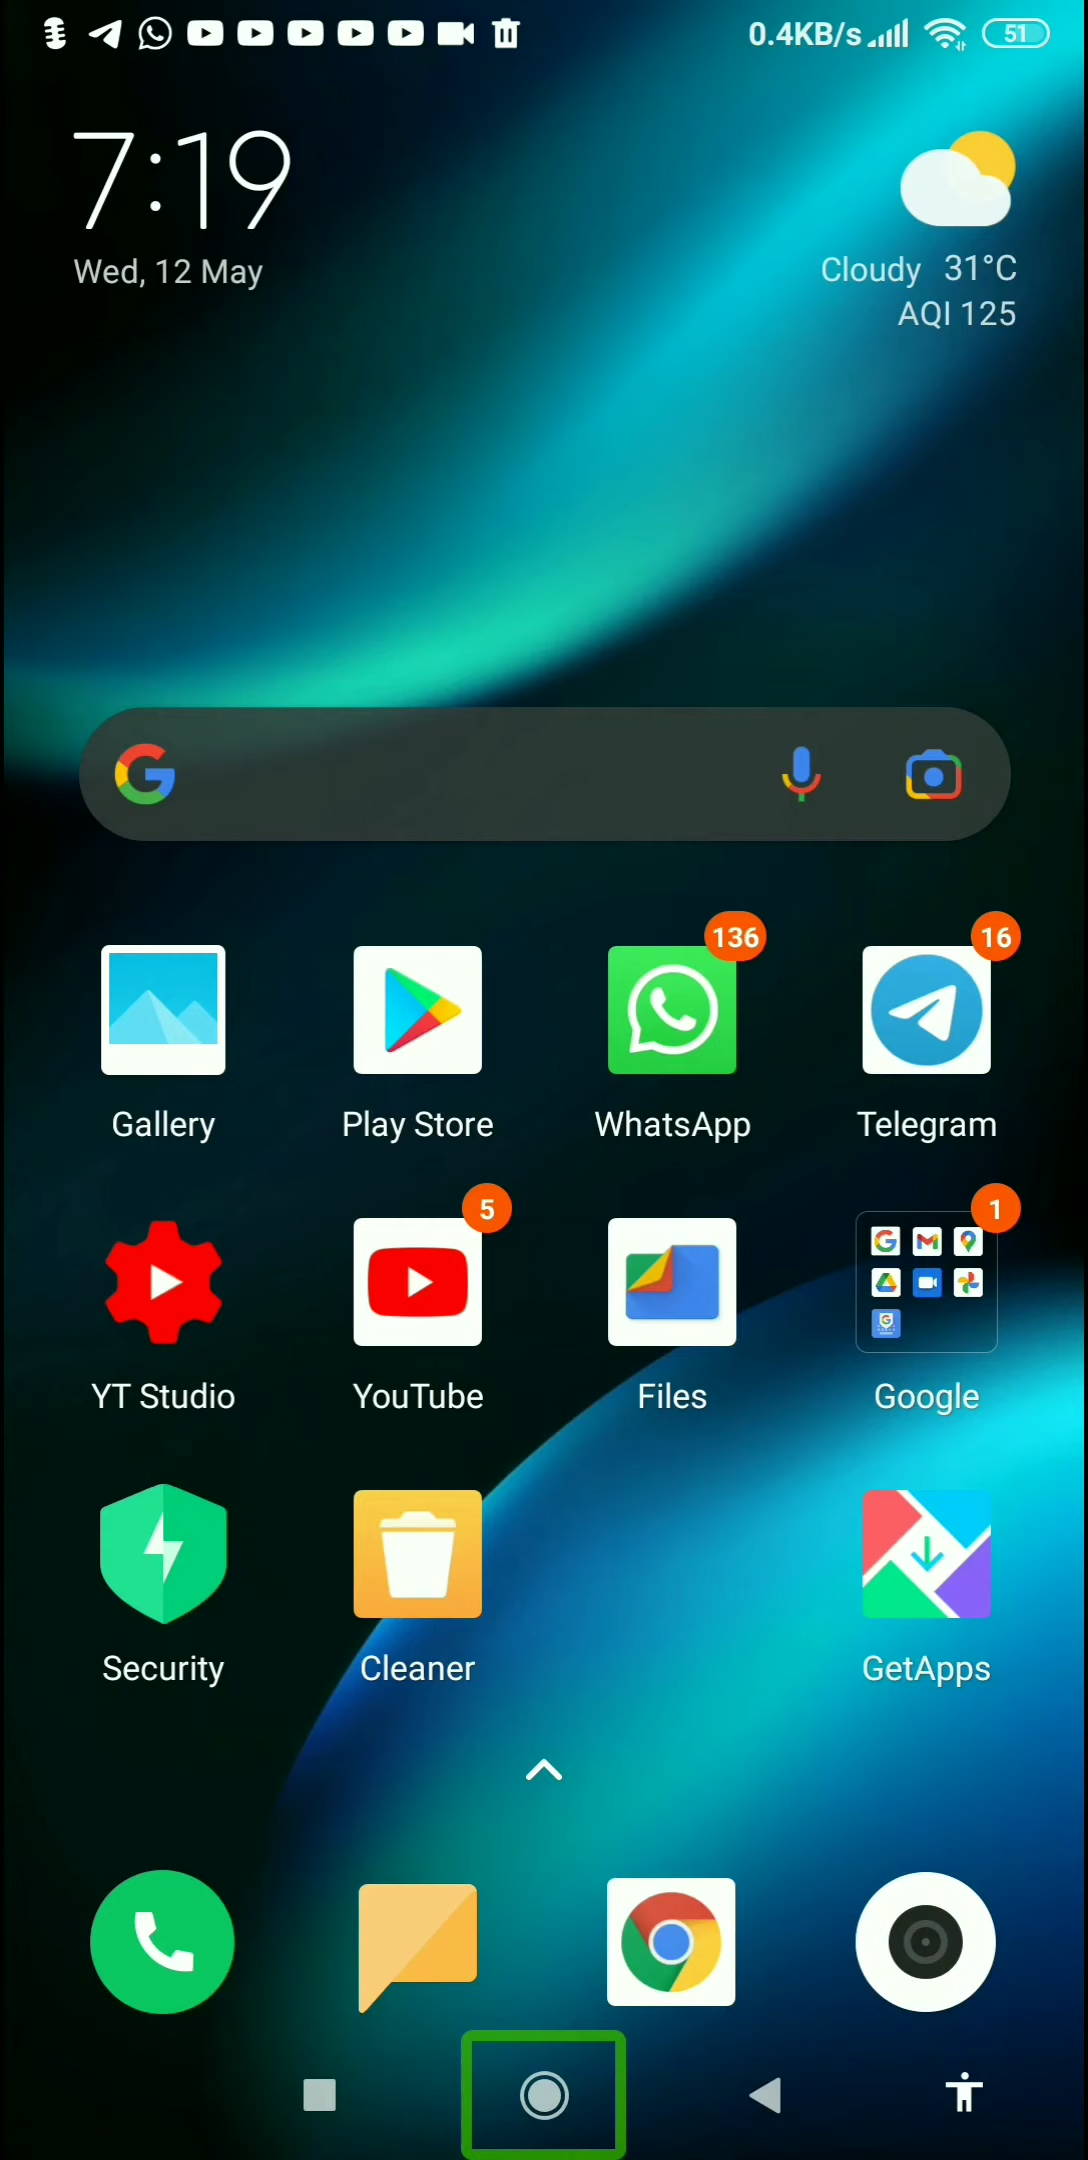 0.4KB/s 51
7:19
Wed, 12 May
Cloudy 31°C
AQI 125
136 16
Gallery Play Store WhatsApp Telegram
5 1
YT Studio YouTube Files Google
Security Cleaner GetApps